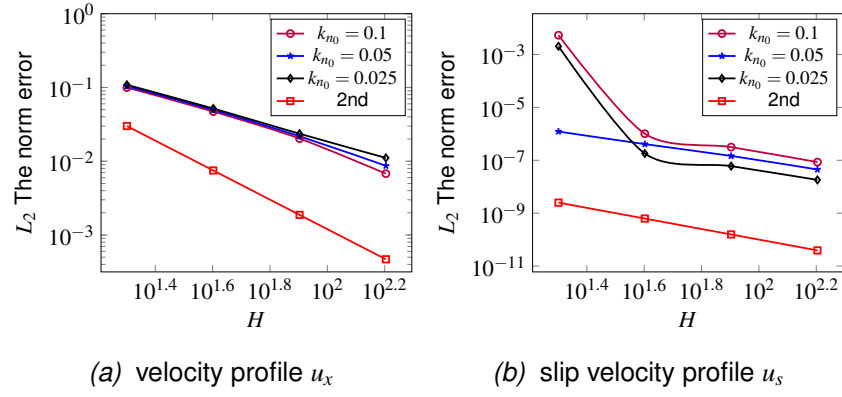 10^0
10^-1
10^-2
10^-3
L_2 The norm error
k_{n_0} = 0.1
k_{n_0} = 0.05
k_{n_0} = 0.025
2nd
10^1.4 10^1.6 10^1.8 10^2 10^2.2
H
(a) velocity profile u_x
10^-3
10^-5
10^-7
10^-9
10^-11
L_2 The norm error
k_{n_0} = 0.1
k_{n_0} = 0.05
k_{n_0} = 0.025
2nd
10^1.4 10^1.6 10^1.8 10^2 10^2.2
H
(b) slip velocity profile u_s